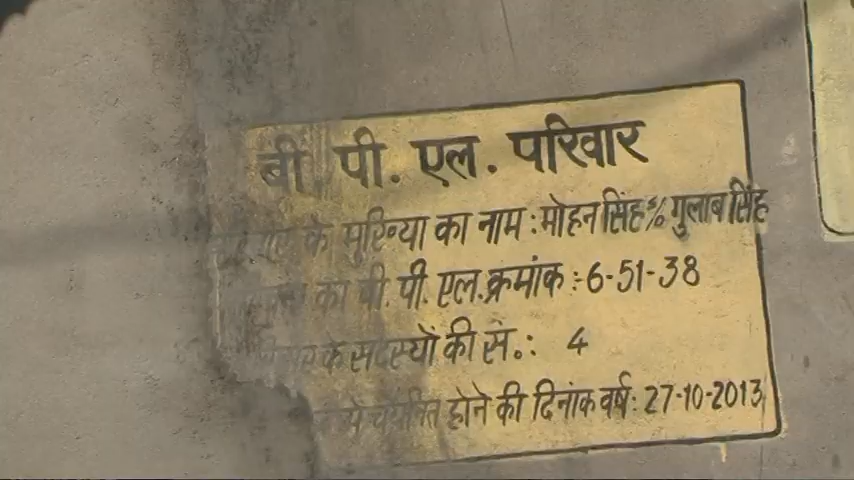 बी. पी. एल. परिवार
के मुखिया का नाम : मोहन सिंह % गुलाब सिंह
का बी. पी. एल. क्रमांक :- 6-51-38
के सदस्यों की सं. : 4
चयनित होने की दिनांक वर्ष : 27-10-2013